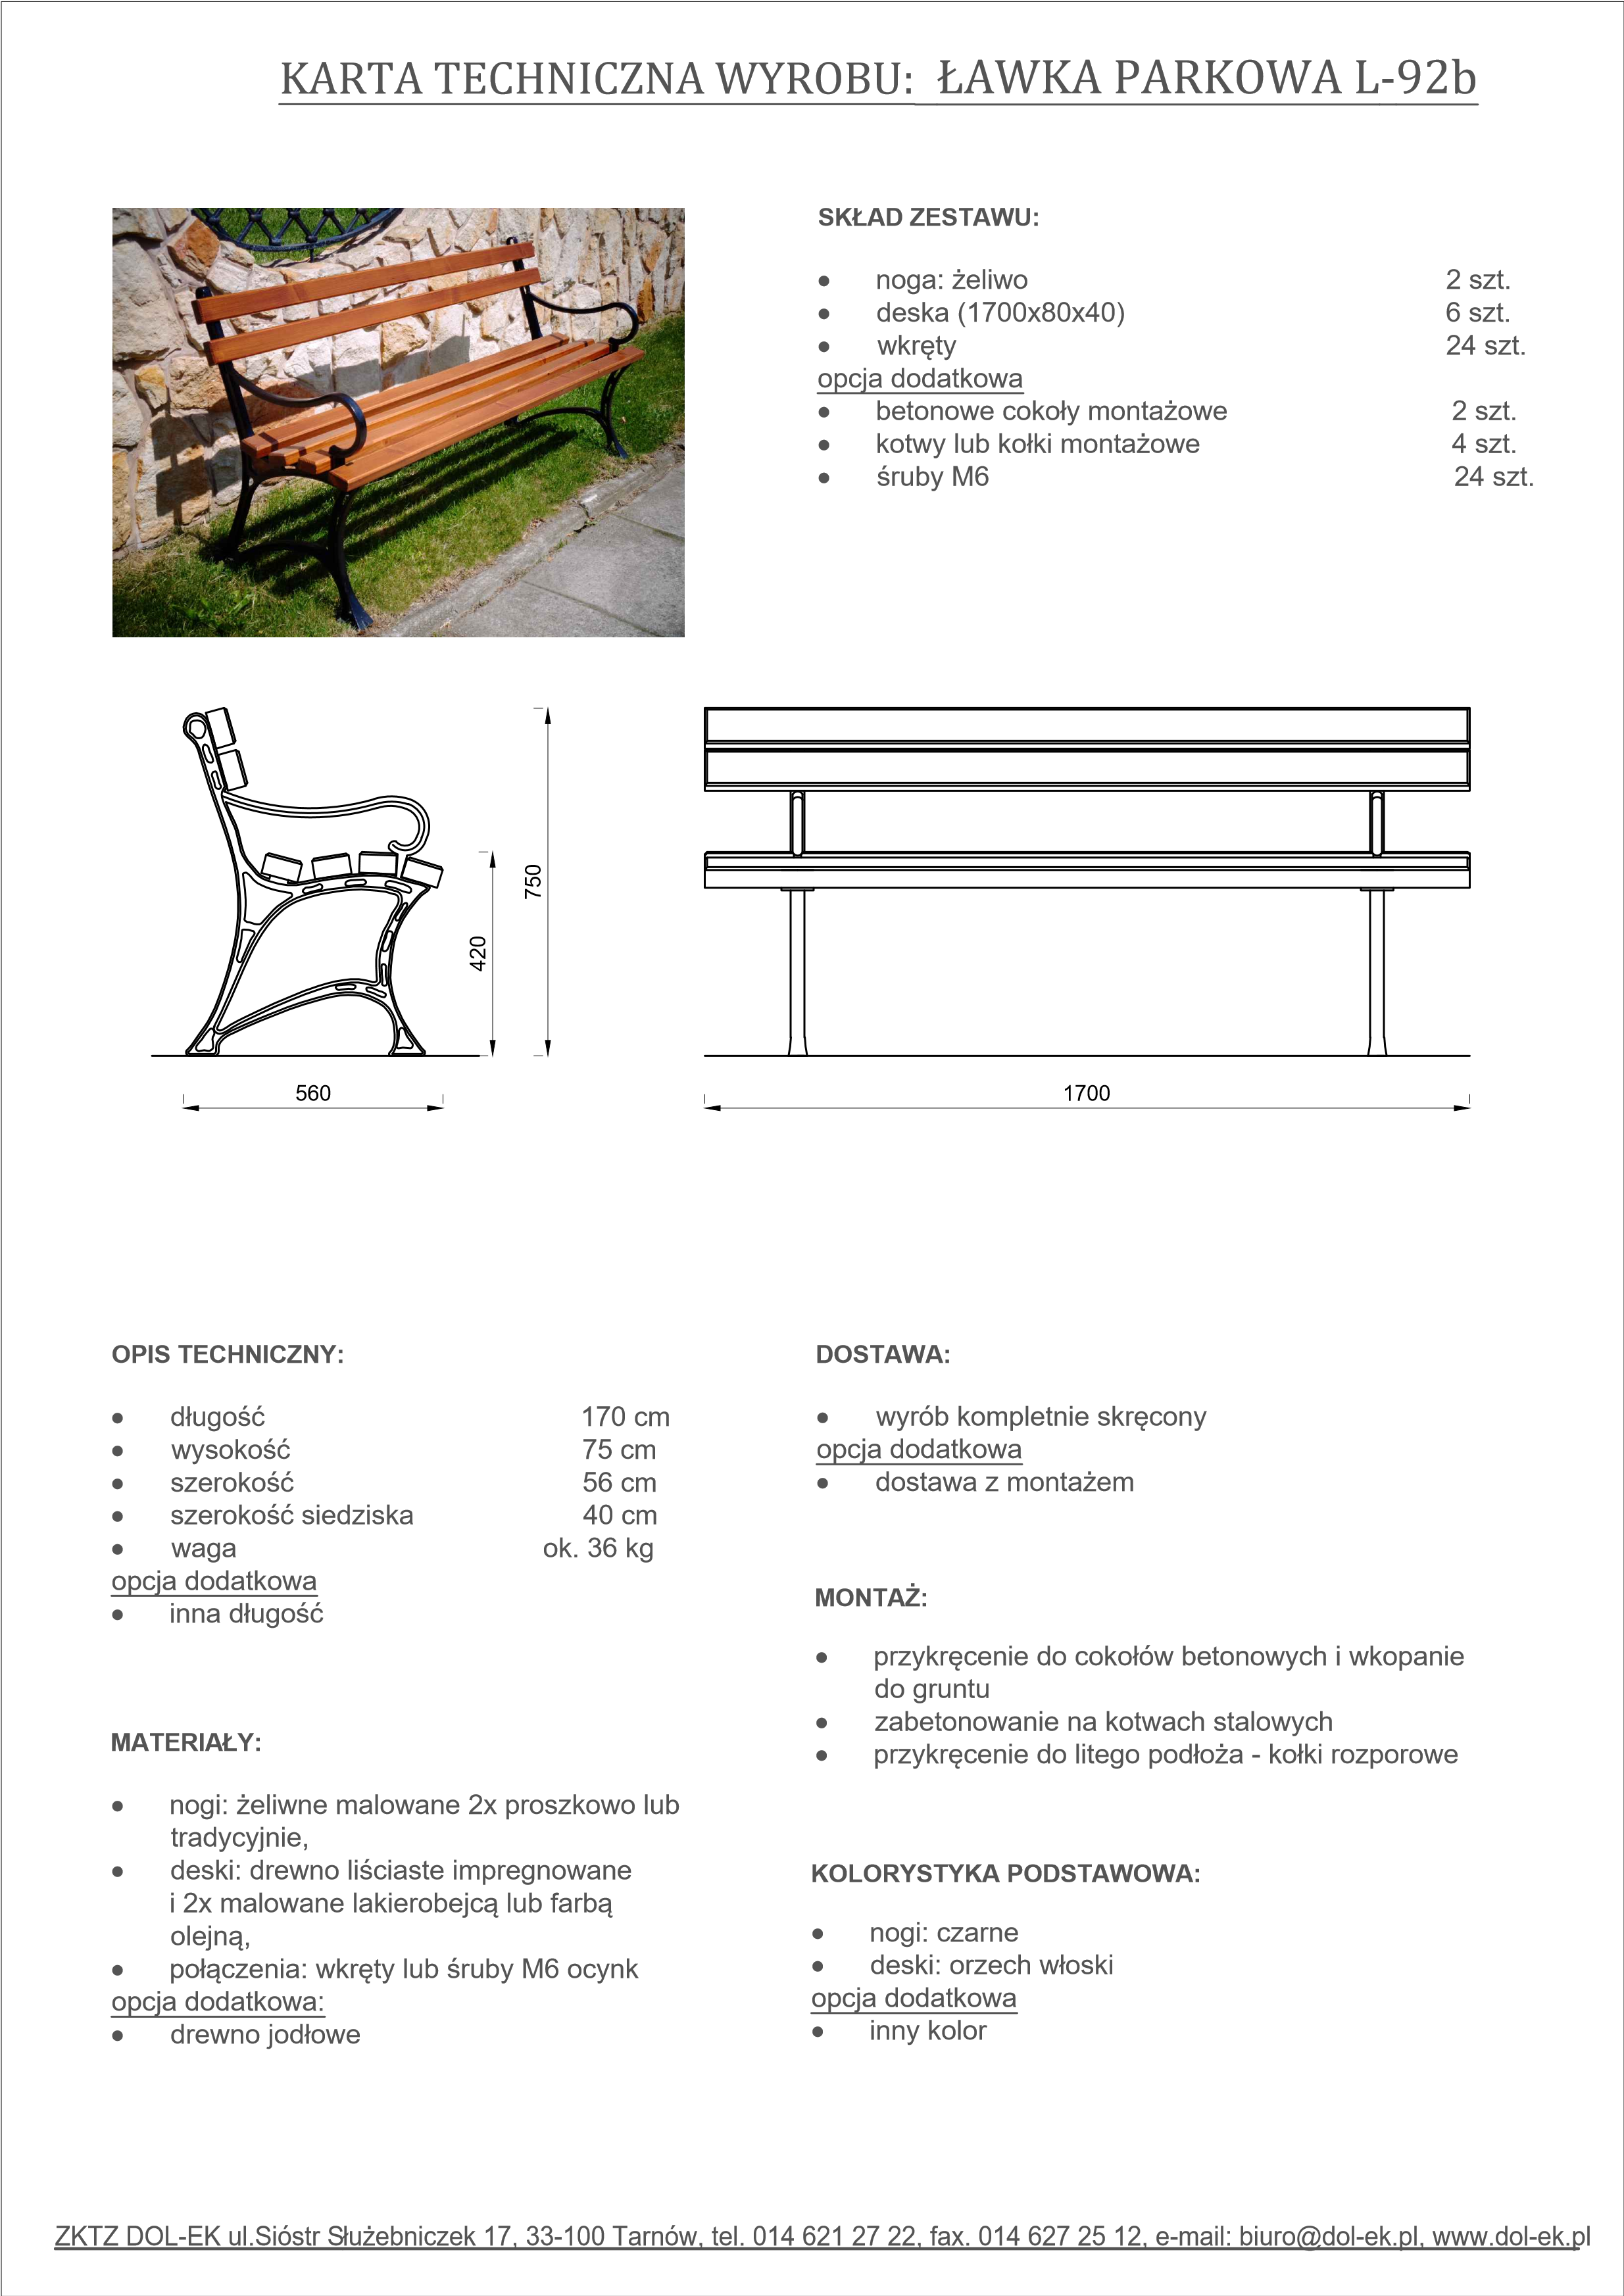 KARTA TECHNICZNA WYROBU: ŁAWKA PARKOWA L-92b
SKŁAD ZESTAWU:
● noga: żeliwo 2 szt.
● deska (1700x80x40) 6 szt.
● wkręty 24 szt.
opcja dodatkowa
● betonowe cokoły montażowe 2 szt.
● kotwy lub kołki montażowe 4 szt.
● śruby M6 24 szt.
420
750
560
1700
OPIS TECHNICZNY:
● długość 170 cm
● wysokość 75 cm
● szerokość 56 cm
● szerokość siedziska 40 cm
● waga ok. 36 kg
opcja dodatkowa
● inna długość
MATERIAŁY:
● nogi: żeliwne malowane 2x proszkowo lub
tradycyjnie,
● deski: drewno liściaste impregnowane
i 2x malowane lakierobejcą lub farbą
olejną,
● połączenia: wkręty lub śruby M6 ocynk
opcja dodatkowa:
● drewno jodłowe
DOSTAWA:
● wyrób kompletnie skręcony
opcja dodatkowa
● dostawa z montażem
MONTAŻ:
● przykręcenie do cokołów betonowych i wkopanie
do gruntu
● zabetonowanie na kotwach stalowych
● przykręcenie do litego podłoża - kołki rozporowe
KOLORYSTYKA PODSTAWOWA:
● nogi: czarne
● deski: orzech włoski
opcja dodatkowa
● inny kolor
ZKTZ DOL-EK ul.Sióstr Służebniczek 17, 33-100 Tarnów, tel. 014 621 27 22, fax. 014 627 25 12, e-mail: biuro@dol-ek.pl, www.dol-ek.pl